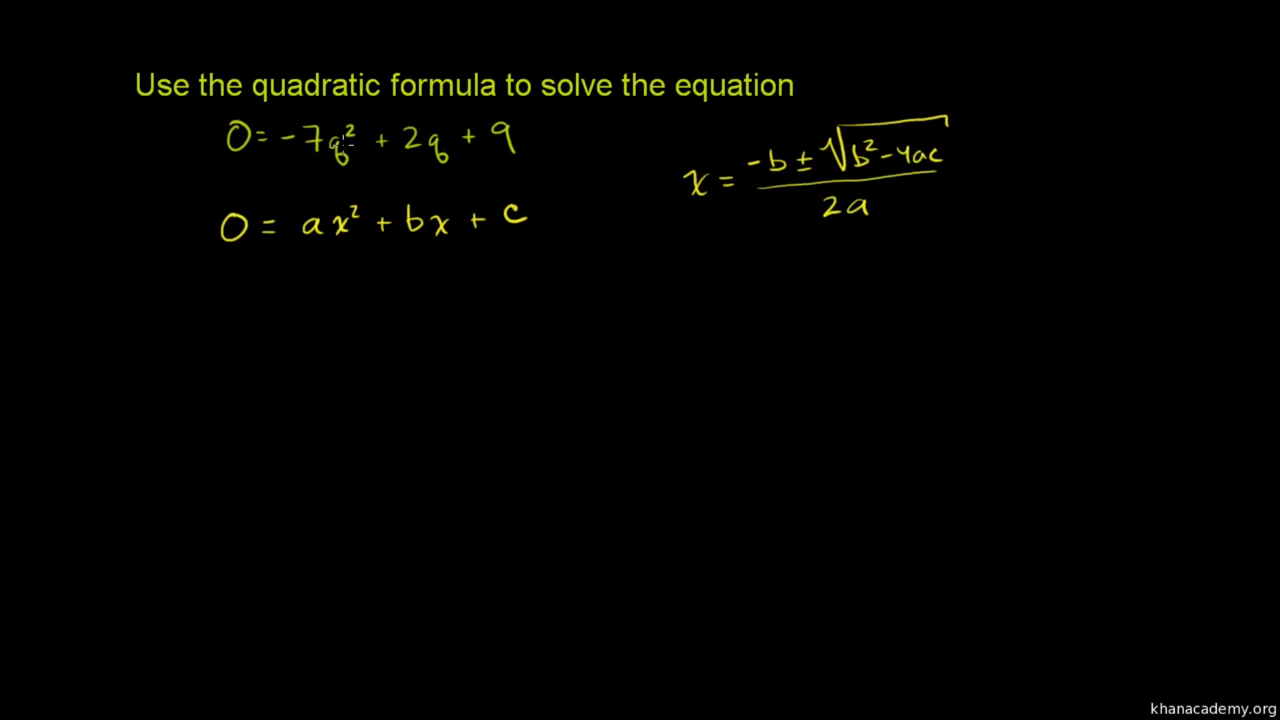 Use the quadratic formula to solve the equation
0 = -7q² + 2q + 9
0 = ax² + bx + c
x = (-b ± √(b² - 4ac)) / 2a
khanacademy.org